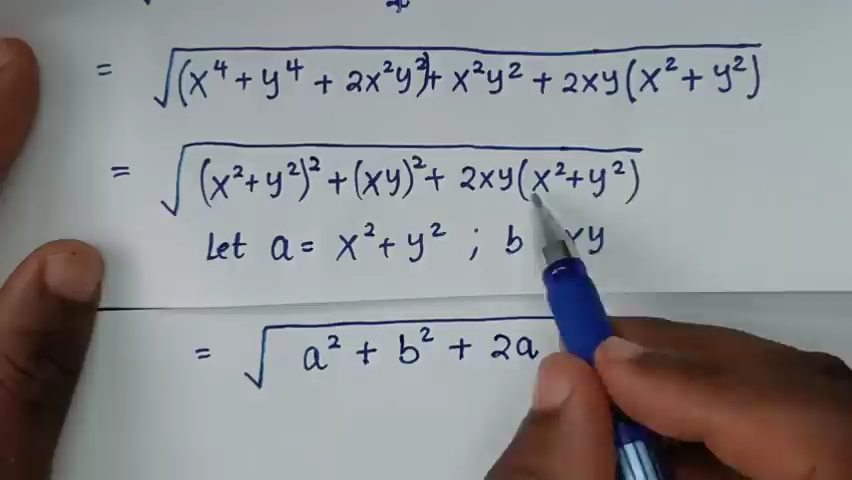 = √(x⁴ + y⁴ + 2x²y²) + x²y² + 2xy(x² + y²)
= √(x²+y²)² + (xy)² + 2xy(x²+y²)
Let a = x² + y² ; b xy
= √a² + b² + 2a